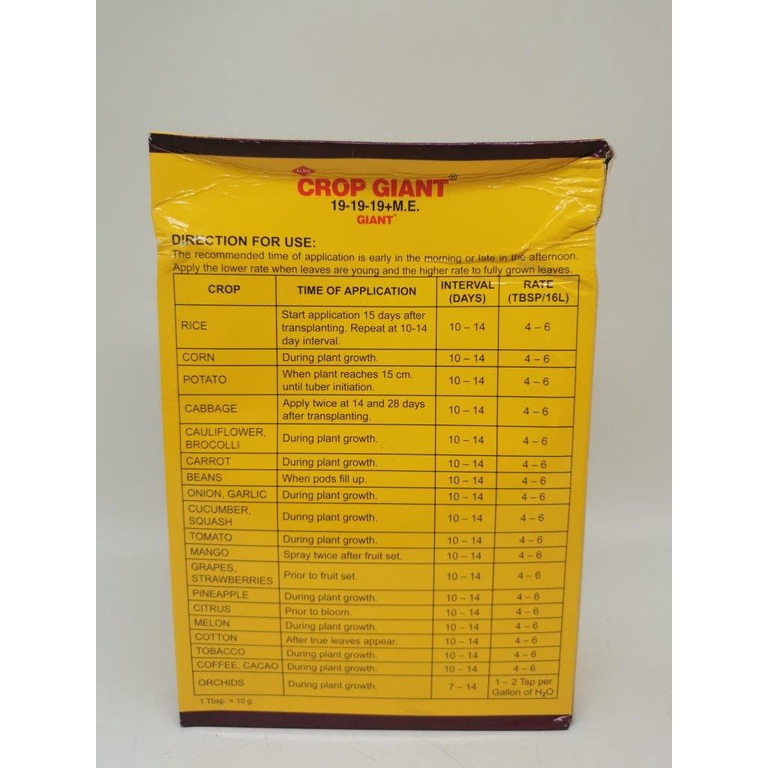 ALDIZ
CROP GIANT®
19-19-19+M.E.
GIANT®
DIRECTION FOR USE:
The recommended time of application is early in the morning or late in the afternoon.
Apply the lower rate when leaves are young and the higher rate to fully grown leaves.
CROP TIME OF APPLICATION INTERVAL (DAYS) RATE (TBSP/16L)
RICE Start application 15 days after transplanting. Repeat at 10-14 day interval. 10 – 14 4 – 6
CORN During plant growth. 10 – 14 4 – 6
POTATO When plant reaches 15 cm. until tuber initiation. 10 – 14 4 – 6
CABBAGE Apply twice at 14 and 28 days after transplanting. 10 – 14 4 – 6
CAULIFLOWER, BROCOLLI During plant growth. 10 – 14 4 – 6
CARROT During plant growth. 10 – 14 4 – 6
BEANS When pods fill up. 10 – 14 4 – 6
ONION, GARLIC During plant growth. 10 – 14 4 – 6
CUCUMBER, SQUASH During plant growth. 10 – 14 4 – 6
TOMATO During plant growth. 10 – 14 4 – 6
MANGO Spray twice after fruit set. 10 – 14 4 – 6
GRAPES, STRAWBERRIES Prior to fruit set. 10 – 14 4 – 6
PINEAPPLE During plant growth. 10 – 14 4 – 6
CITRUS Prior to bloom. 10 – 14 4 – 6
MELON During plant growth. 10 – 14 4 – 6
COTTON After true leaves appear. 10 – 14 4 – 6
TOBACCO During plant growth. 10 – 14 4 – 6
COFFEE, CACAO During plant growth. 10 – 14 4 – 6
ORCHIDS During plant growth. 7 – 14 1 – 2 Tsp per Gallon of H₂O
1 Tbsp. = 10 g